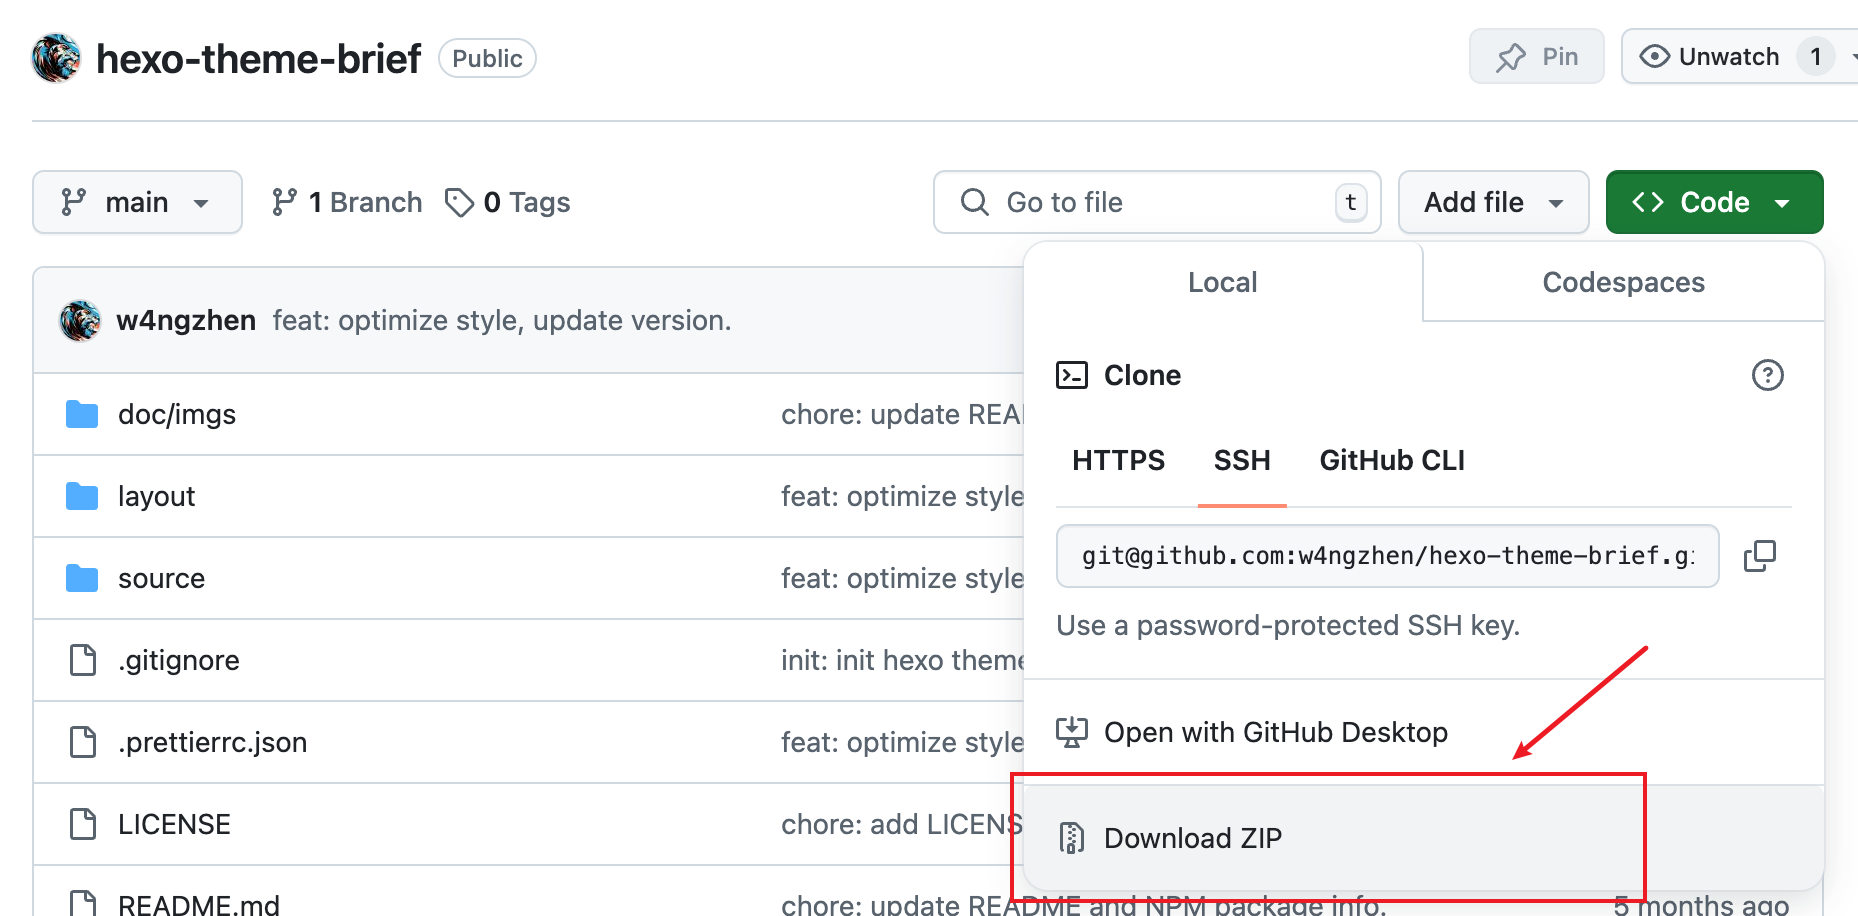 hexo-theme-brief Public Pin Unwatch 1
main 1 Branch 0 Tags Go to file t Add file Code
Local Codespaces
w4ngzhen feat: optimize style, update version.
Clone
HTTPS SSH GitHub CLI
git@github.com:w4ngzhen/hexo-theme-brief.gi
Use a password-protected SSH key.
Open with GitHub Desktop
Download ZIP
doc/imgs chore: update REA
layout feat: optimize style
source feat: optimize style
.gitignore init: init hexo theme
.prettierrc.json feat: optimize style
LICENSE chore: add LICENS
README.md chore: update README and NPM package info. 5 months ago